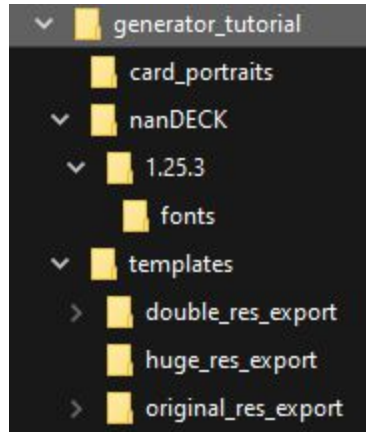 generator_tutorial
card_portraits
nanDECK
1.25.3
fonts
templates
double_res_export
huge_res_export
original_res_export